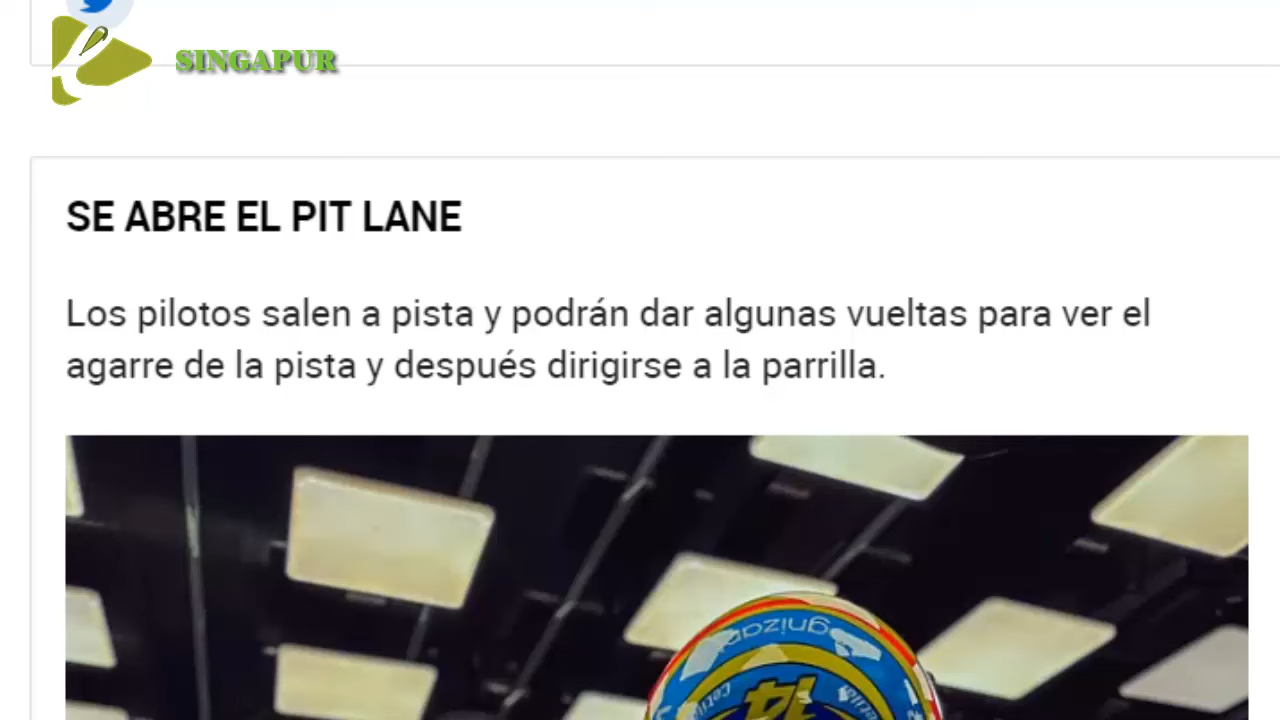 SINGAPUR
SE ABRE EL PIT LANE
Los pilotos salen a pista y podrán dar algunas vueltas para ver el
agarre de la pista y después dirigirse a la parrilla.
14